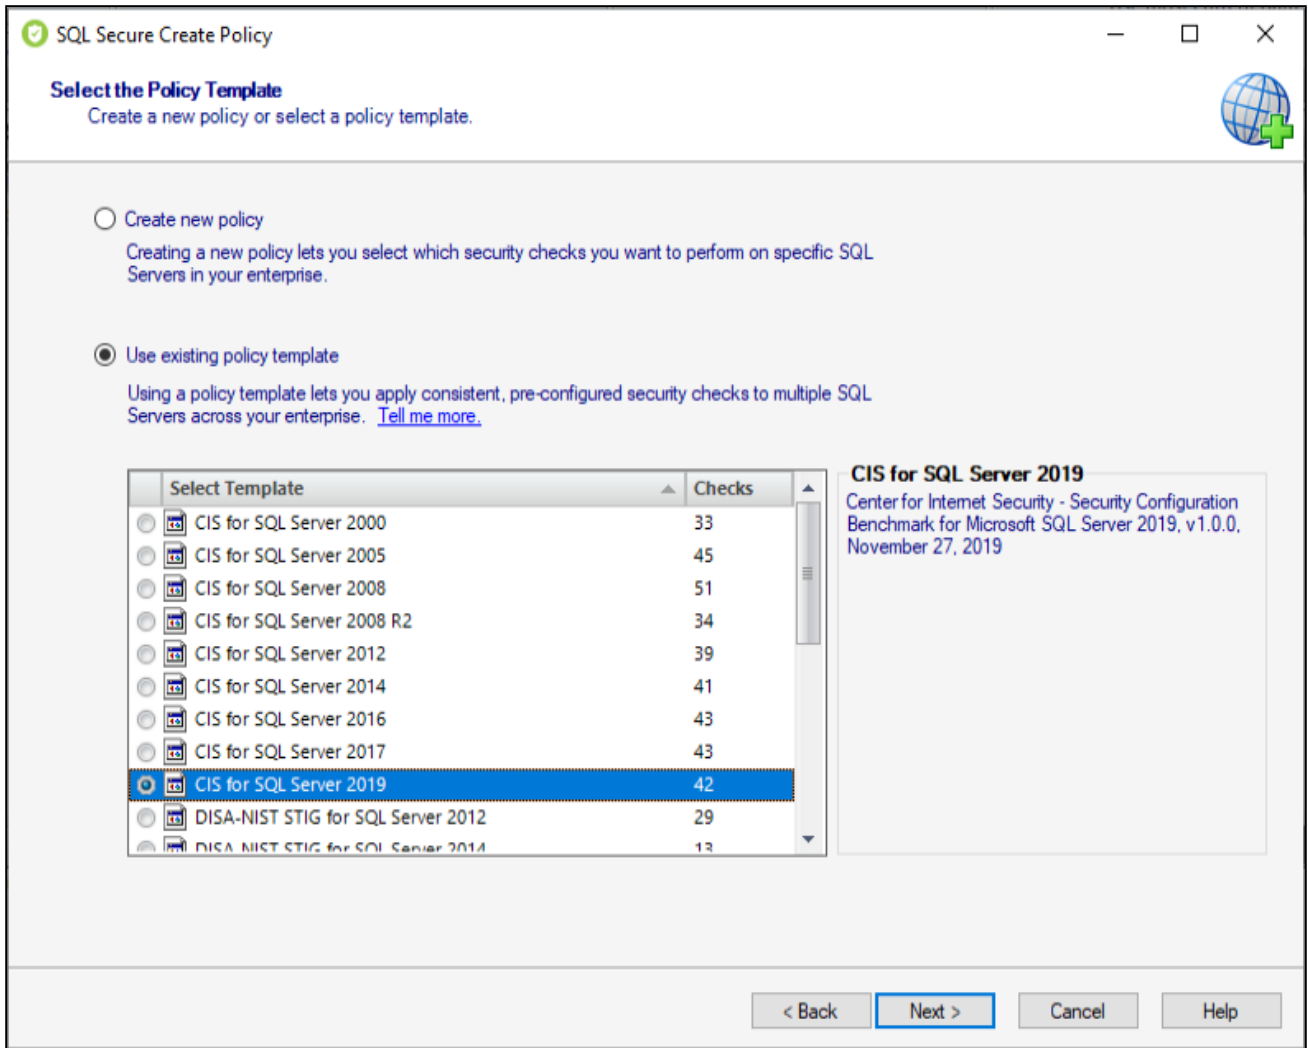 SQL Secure Create Policy
Select the Policy Template
Create a new policy or select a policy template.
Create new policy
Creating a new policy lets you select which security checks you want to perform on specific SQL
Servers in your enterprise.
Use existing policy template
Using a policy template lets you apply consistent, pre-configured security checks to multiple SQL
Servers across your enterprise. Tell me more.
Select Template Checks
CIS for SQL Server 2000 33
CIS for SQL Server 2005 45
CIS for SQL Server 2008 51
CIS for SQL Server 2008 R2 34
CIS for SQL Server 2012 39
CIS for SQL Server 2014 41
CIS for SQL Server 2016 43
CIS for SQL Server 2017 43
CIS for SQL Server 2019 42
DISA-NIST STIG for SQL Server 2012 29
DISA-NIST STIG for SQL Server 2014 13
CIS for SQL Server 2019
Center for Internet Security - Security Configuration
Benchmark for Microsoft SQL Server 2019, v1.0.0,
November 27, 2019
< Back Next > Cancel Help